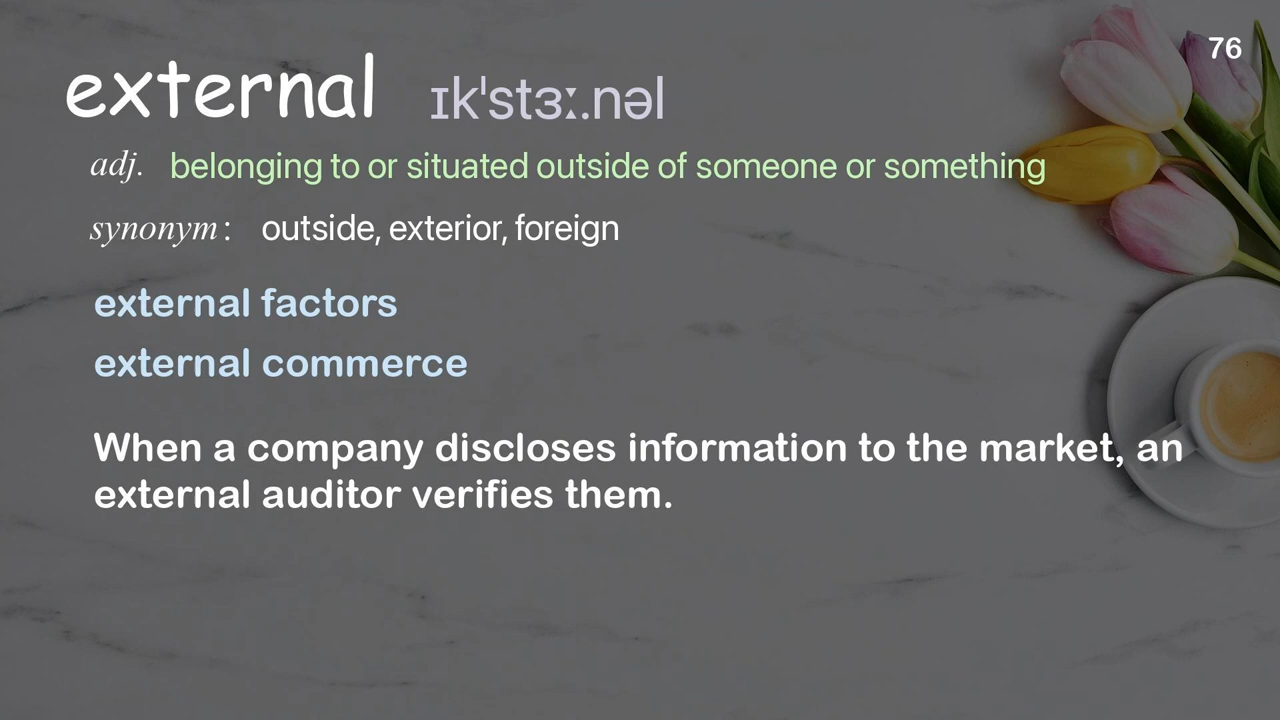 76
external ɪkˈstɜː.nəl
adj. belonging to or situated outside of someone or something
synonym : outside, exterior, foreign
external factors
external commerce
When a company discloses information to the market, an
external auditor verifies them.